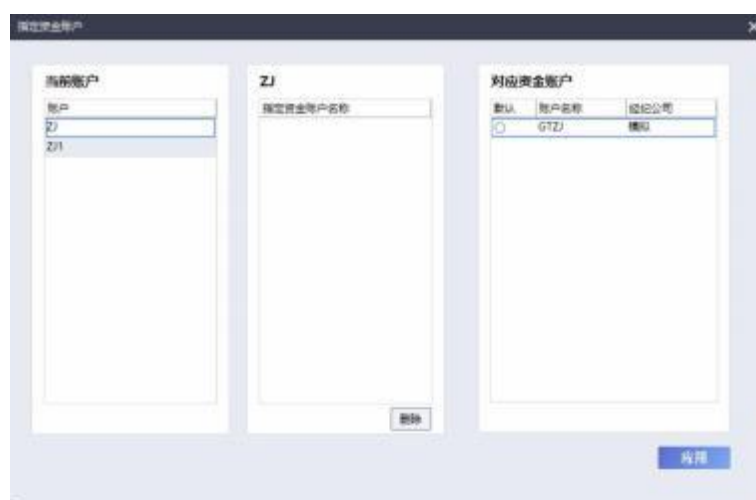 指定资金账户
当前账户
账户
ZJ
ZJ1
ZJ
指定资金账户名称
删除
对应资金账户
默认 账户名称 经纪公司
GTZJ 模拟
应用